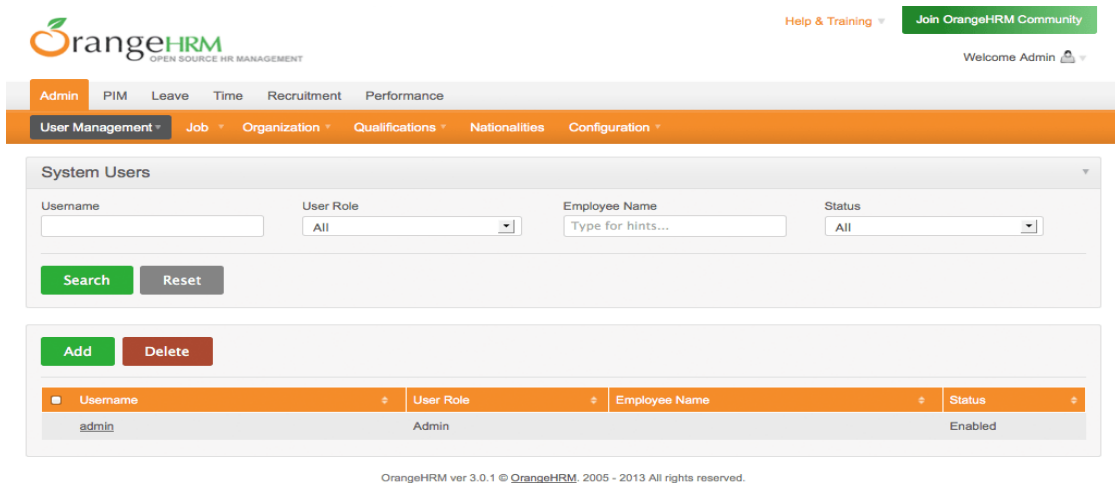 Help & Training
Join OrangeHRM Community
OrangeHRM
OPEN SOURCE HR MANAGEMENT
Welcome Admin
Admin PIM Leave Time Recruitment Performance
User Management Job Organization Qualifications Nationalities Configuration
System Users
Username User Role Employee Name Status
All Type for hints... All
Search Reset
Add Delete
Username User Role Employee Name Status
admin Admin Enabled
OrangeHRM ver 3.0.1 © OrangeHRM. 2005 - 2013 All rights reserved.